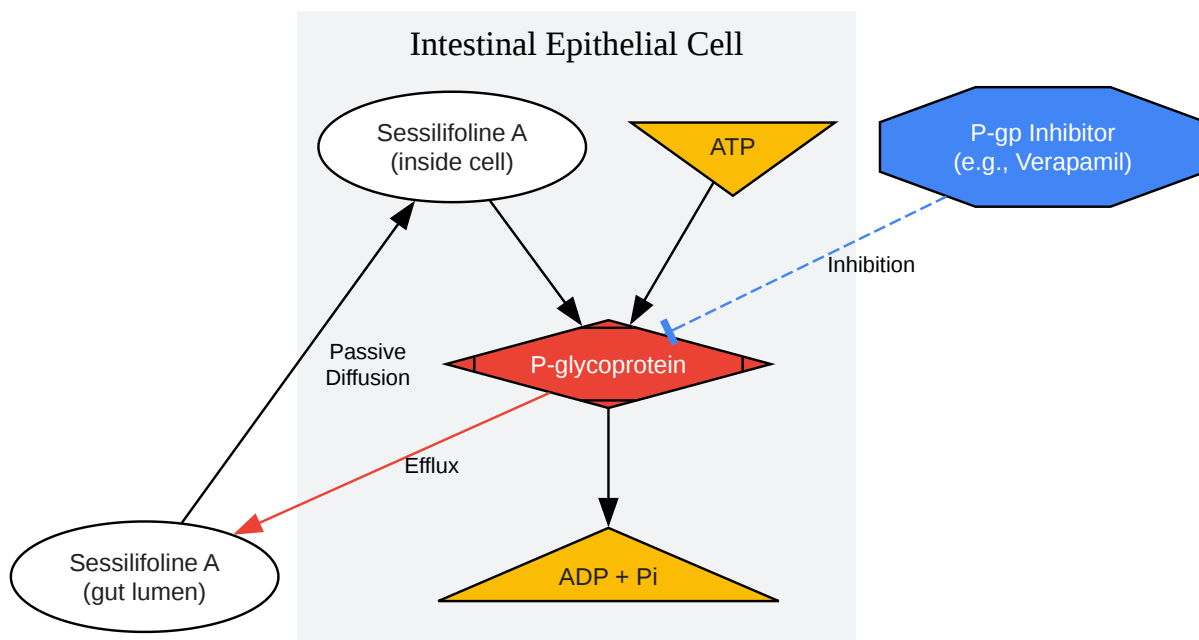 Intestinal Epithelial Cell
Sessilifoline A
(inside cell)
ATP
P-gp Inhibitor
(e.g., Verapamil)
Inhibition
Passive
Diffusion
P-glycoprotein
Efflux
Sessilifoline A
(gut lumen)
ADP + Pi